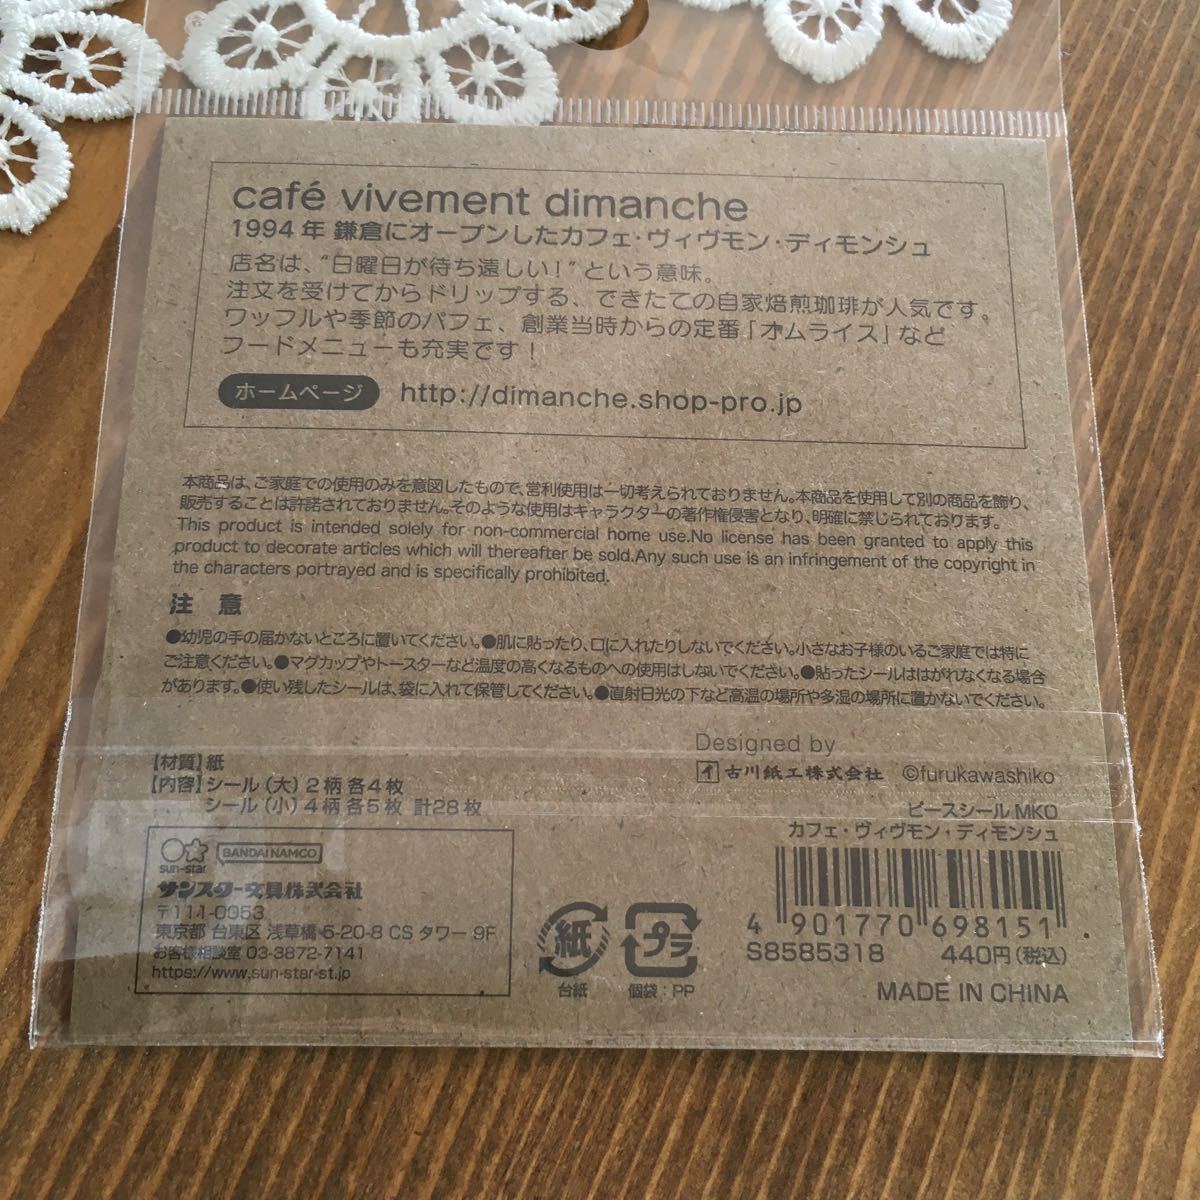 café vivement dimanche
1994年 鎌倉にオープンしたカフェ・ヴィヴモン・ディモンシュ
店名は、“日曜日が待ち遠しい！”という意味。
注文を受けてからドリップする、できたての自家焙煎珈琲が人気です。
ワッフルや季節のパフェ、創業当時からの定番「オムライス」など
フードメニューも充実です！
ホームページ http://dimanche.shop-pro.jp
本商品は、ご家庭での使用のみを意図したもので、営利使用は一切考えられておりません。本商品を使用して別の商品を飾り、
販売することは許諾されておりません。そのような使用はキャラクターの著作権侵害となり、明確に禁じられております。
This product is intended solely for non-commercial home use.No license has been granted to apply this
product to decorate articles which will thereafter be sold.Any such use is an infringement of the copyright in
the characters portrayed and is specifically prohibited.
注 意
●幼児の手の届かないところに置いてください。●肌に貼ったり、口に入れたりしないでください。小さなお子様のいるご家庭では特に
ご注意ください。●マグカップやトースターなど温度の高くなるものへの使用はしないでください。●貼ったシールははがれなくなる場合
があります。●使い残したシールは、袋に入れて保管してください。●直射日光の下など高温の場所や多湿の場所に置かないでください。
【材質】紙
【内容】シール（大）2柄 各4枚
シール（小）4柄 各5枚 計28枚
Designed by
イ 古川紙工株式会社 ©furukawashiko
ピースシール MKO
カフェ・ヴィヴモン・ディモンシュ
sun-star BANDAI NAMCO
サンスター文具株式会社
〒111-0053
東京都 台東区 浅草橋 5-20-8 CS タワー 9F
お客様相談室 03-3872-7141
https://www.sun-star-st.jp
紙
台紙
プラ
個袋：PP
4 901770 698151
S8585318 440円（税込）
MADE IN CHINA